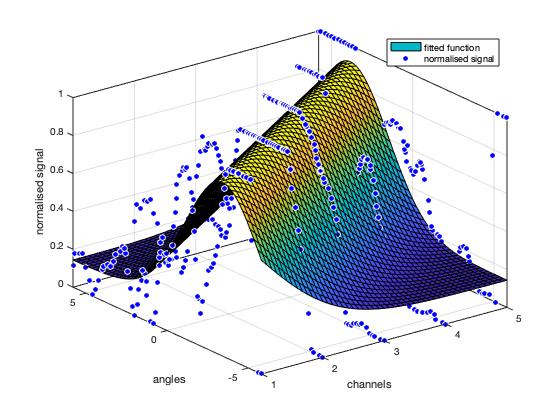 fitted function
normalised signal
1
0.8
0.6
0.4
0.2
0
normalised signal
5
0
-5
angles
1
2
3
4
5
channels